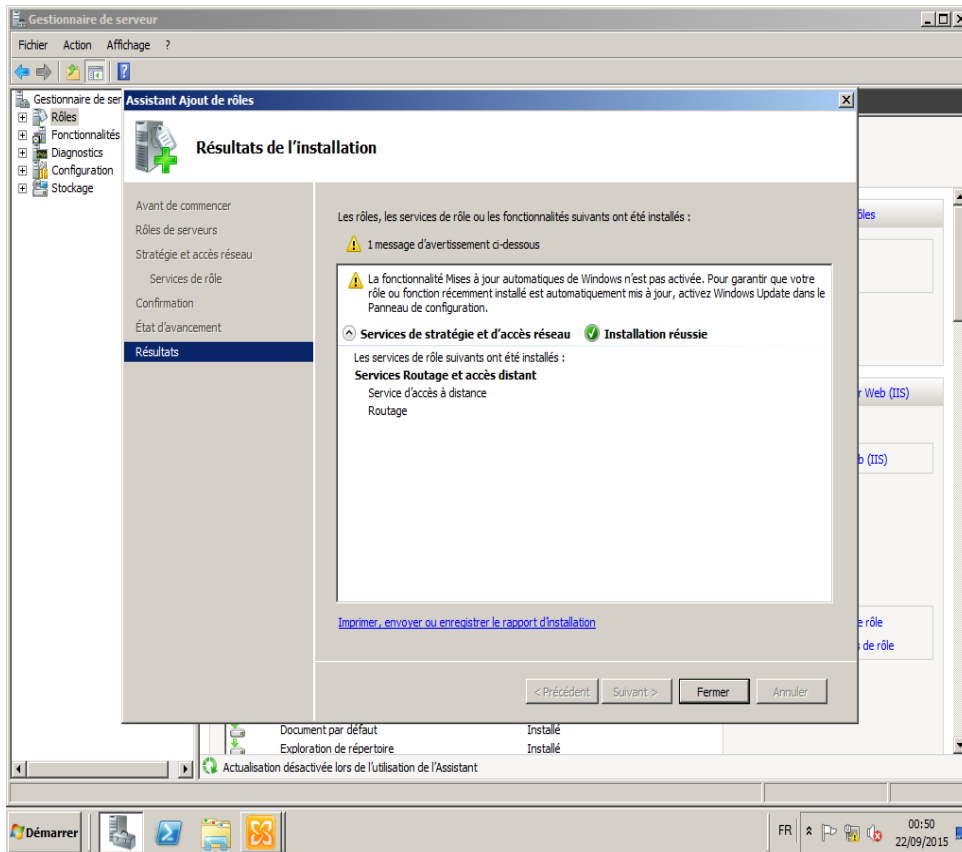 Gestionnaire de serveur
Fichier Action Affichage ?
Gestionnaire de ser
Rôles
Fonctionnalités
Diagnostics
Configuration
Stockage
Assistant Ajout de rôles
Résultats de l'installation
Avant de commencer
Rôles de serveurs
Stratégie et accès réseau
Services de rôle
Confirmation
État d'avancement
Résultats
Les rôles, les services de rôle ou les fonctionnalités suivants ont été installés :
1 message d'avertissement ci-dessous
La fonctionnalité Mises à jour automatiques de Windows n'est pas activée. Pour garantir que votre
rôle ou fonction récemment installé est automatiquement mis à jour, activez Windows Update dans le
Panneau de configuration.
Services de stratégie et d'accès réseau Installation réussie
Les services de rôle suivants ont été installés :
Services Routage et accès distant
Service d'accès à distance
Routage
Imprimer, envoyer ou enregistrer le rapport d'installation
< Précédent Suivant > Fermer Annuler
ôles
r Web (IIS)
b (IIS)
e rôle
de rôle
Document par défaut Installé
Exploration de répertoire Installé
Actualisation désactivée lors de l'utilisation de l'Assistant
Démarrer
FR
00:50
22/09/2015